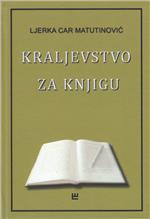 LJERKA CAR MATUTINOVIĆ
KRALJEVSTVO
ZA KNJIGU